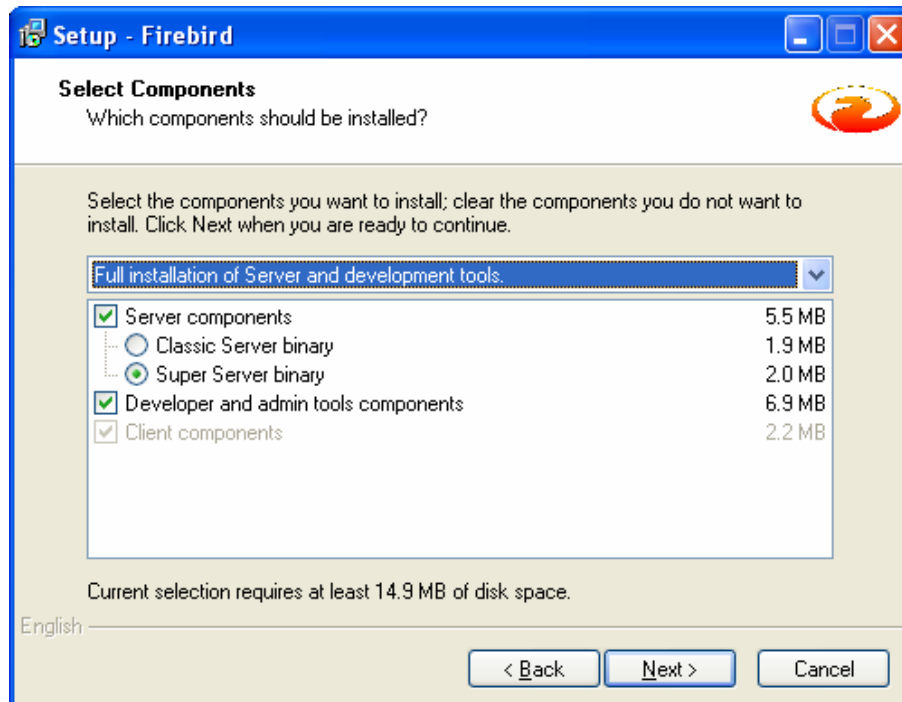 Setup - Firebird
Select Components
Which components should be installed?
Select the components you want to install; clear the components you do not want to
install. Click Next when you are ready to continue.
Full installation of Server and development tools.
Server components 5.5 MB
Classic Server binary 1.9 MB
Super Server binary 2.0 MB
Developer and admin tools components 6.9 MB
Client components 2.2 MB
Current selection requires at least 14.9 MB of disk space.
English
< Back Next > Cancel